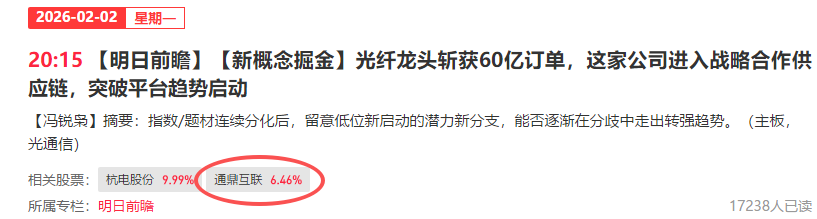 2026-02-02 星期一
20:15 【明日前瞻】【新概念掘金】光纤龙头斩获60亿订单，这家公司进入战略合作供
应链，突破平台趋势启动
【冯锐枭】摘要：指数/题材连续分化后，留意低位新启动的潜力新分支，能否逐渐在分歧中走出转强趋势。（主板，
光通信）
相关股票： 杭电股份 9.99% 通鼎互联 6.46%
所属专栏：明日前瞻 17238人已读